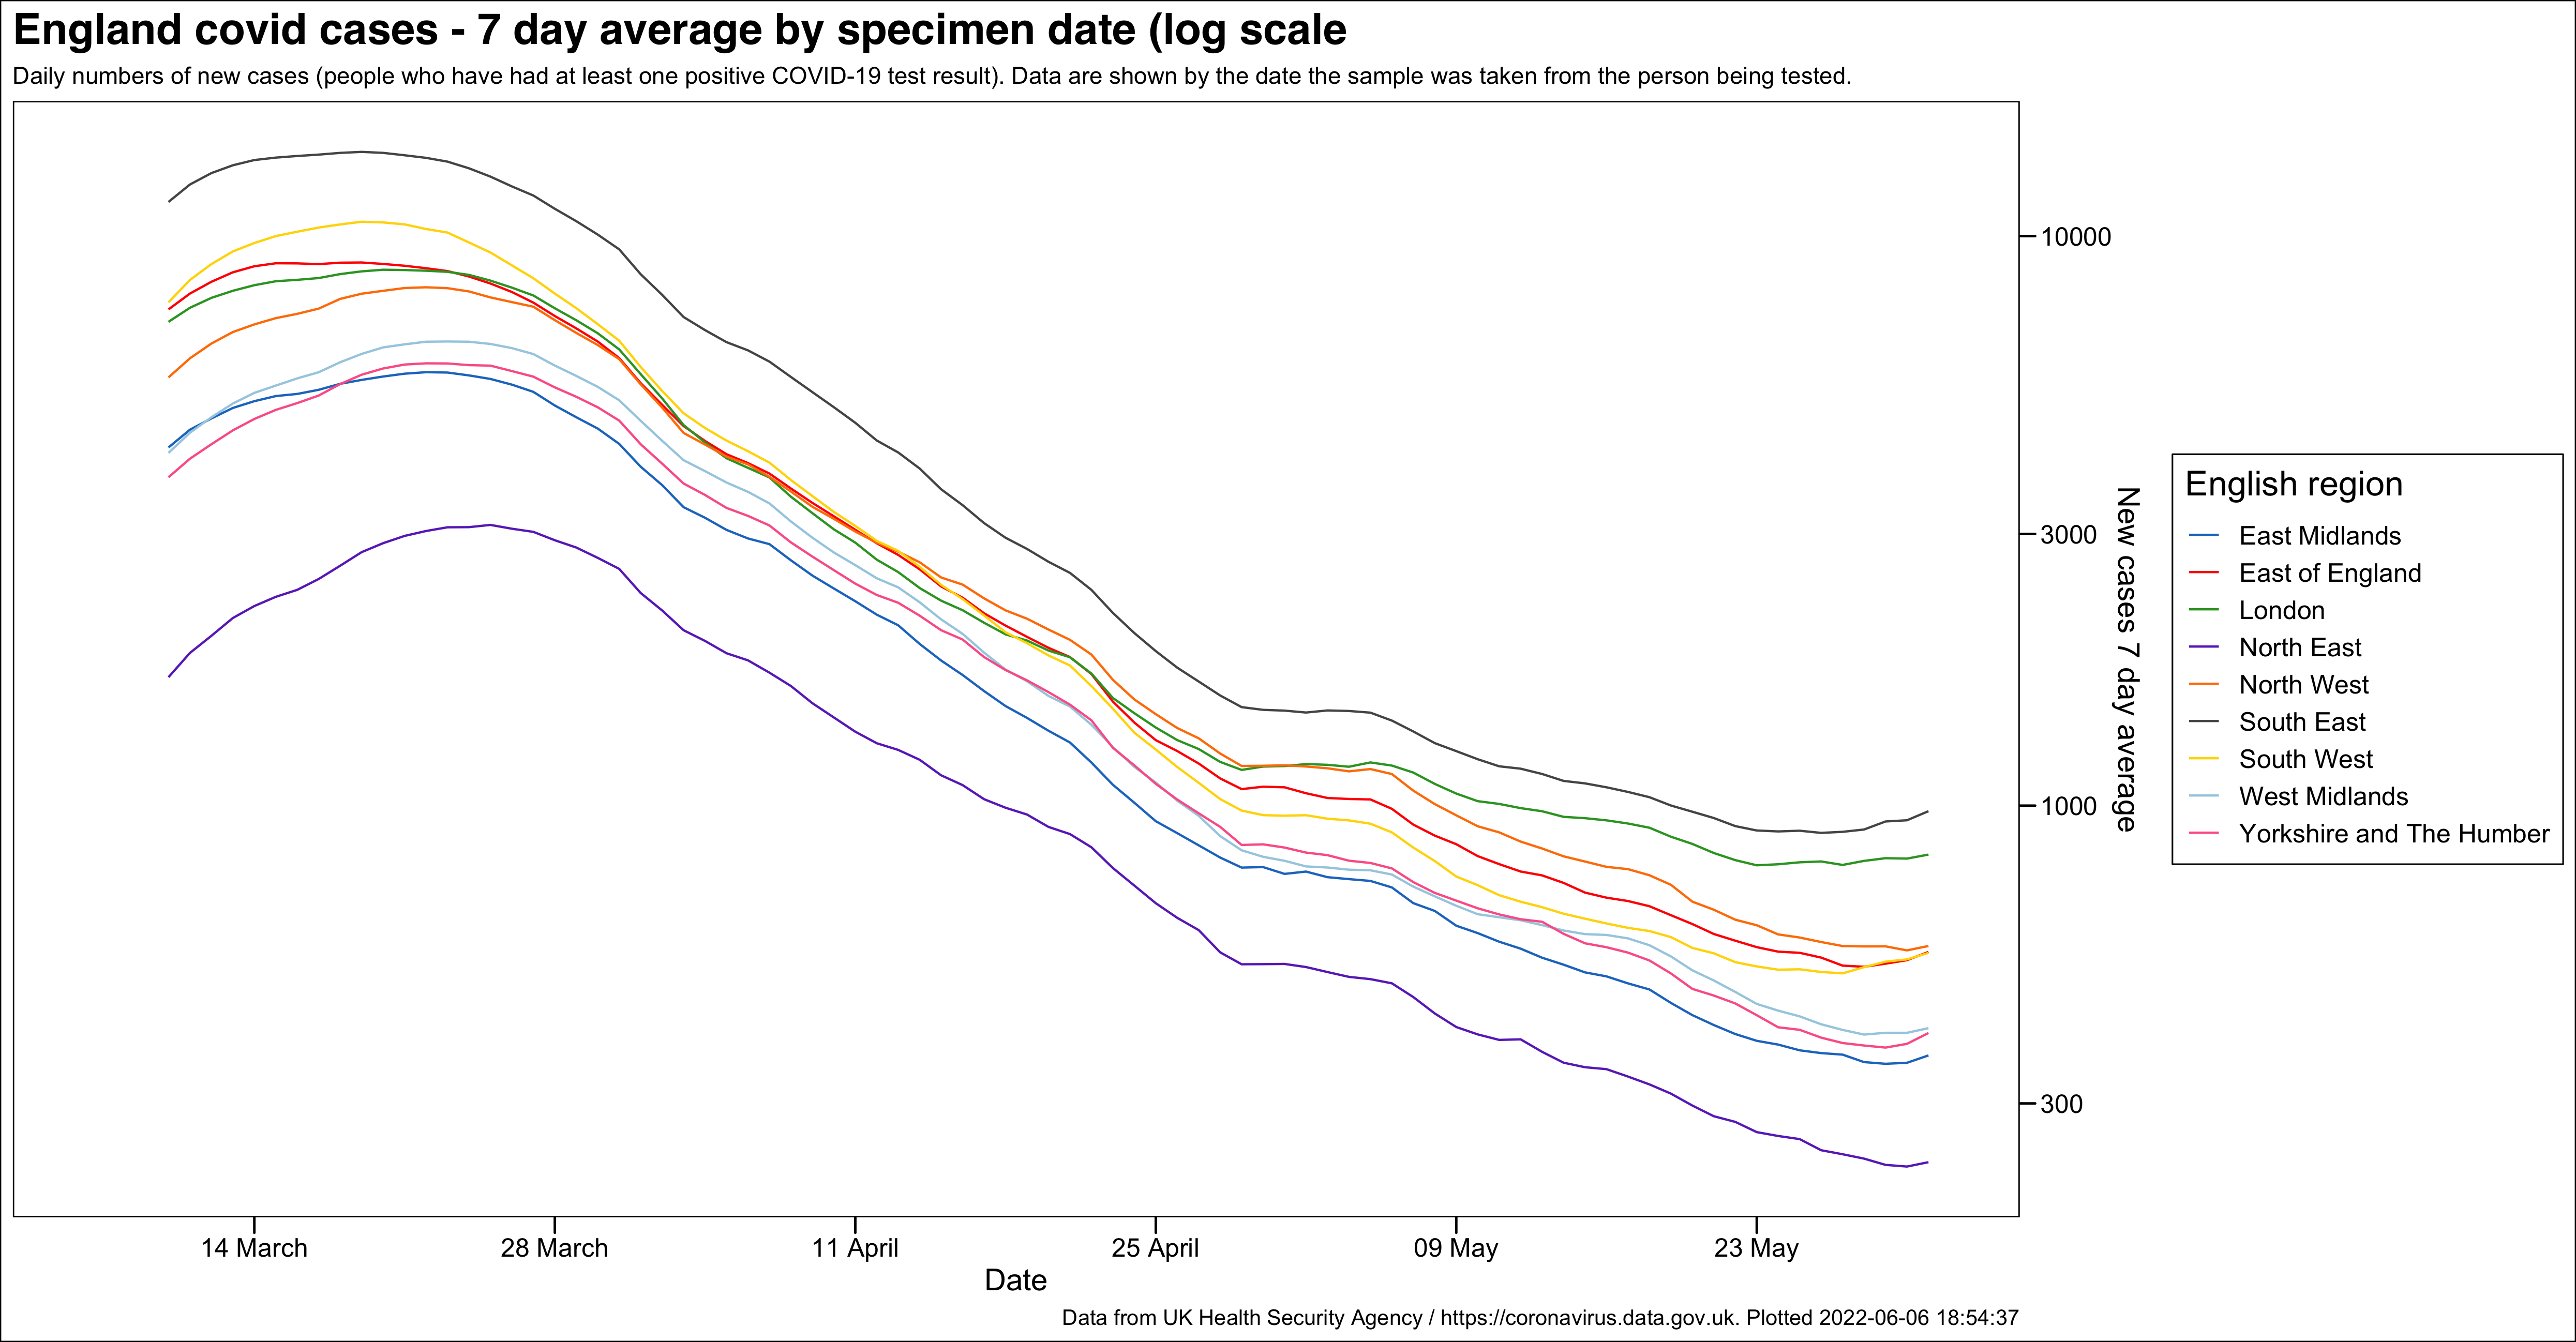 England covid cases - 7 day average by specimen date (log scale
Daily numbers of new cases (people who have had at least one positive COVID-19 test result). Data are shown by the date the sample was taken from the person being tested.
10000
3000
1000
300
New cases 7 day average
English region
East Midlands
East of England
London
North East
North West
South East
South West
West Midlands
Yorkshire and The Humber
14 March
28 March
11 April
25 April
09 May
23 May
Date
Data from UK Health Security Agency / https://coronavirus.data.gov.uk. Plotted 2022-06-06 18:54:37